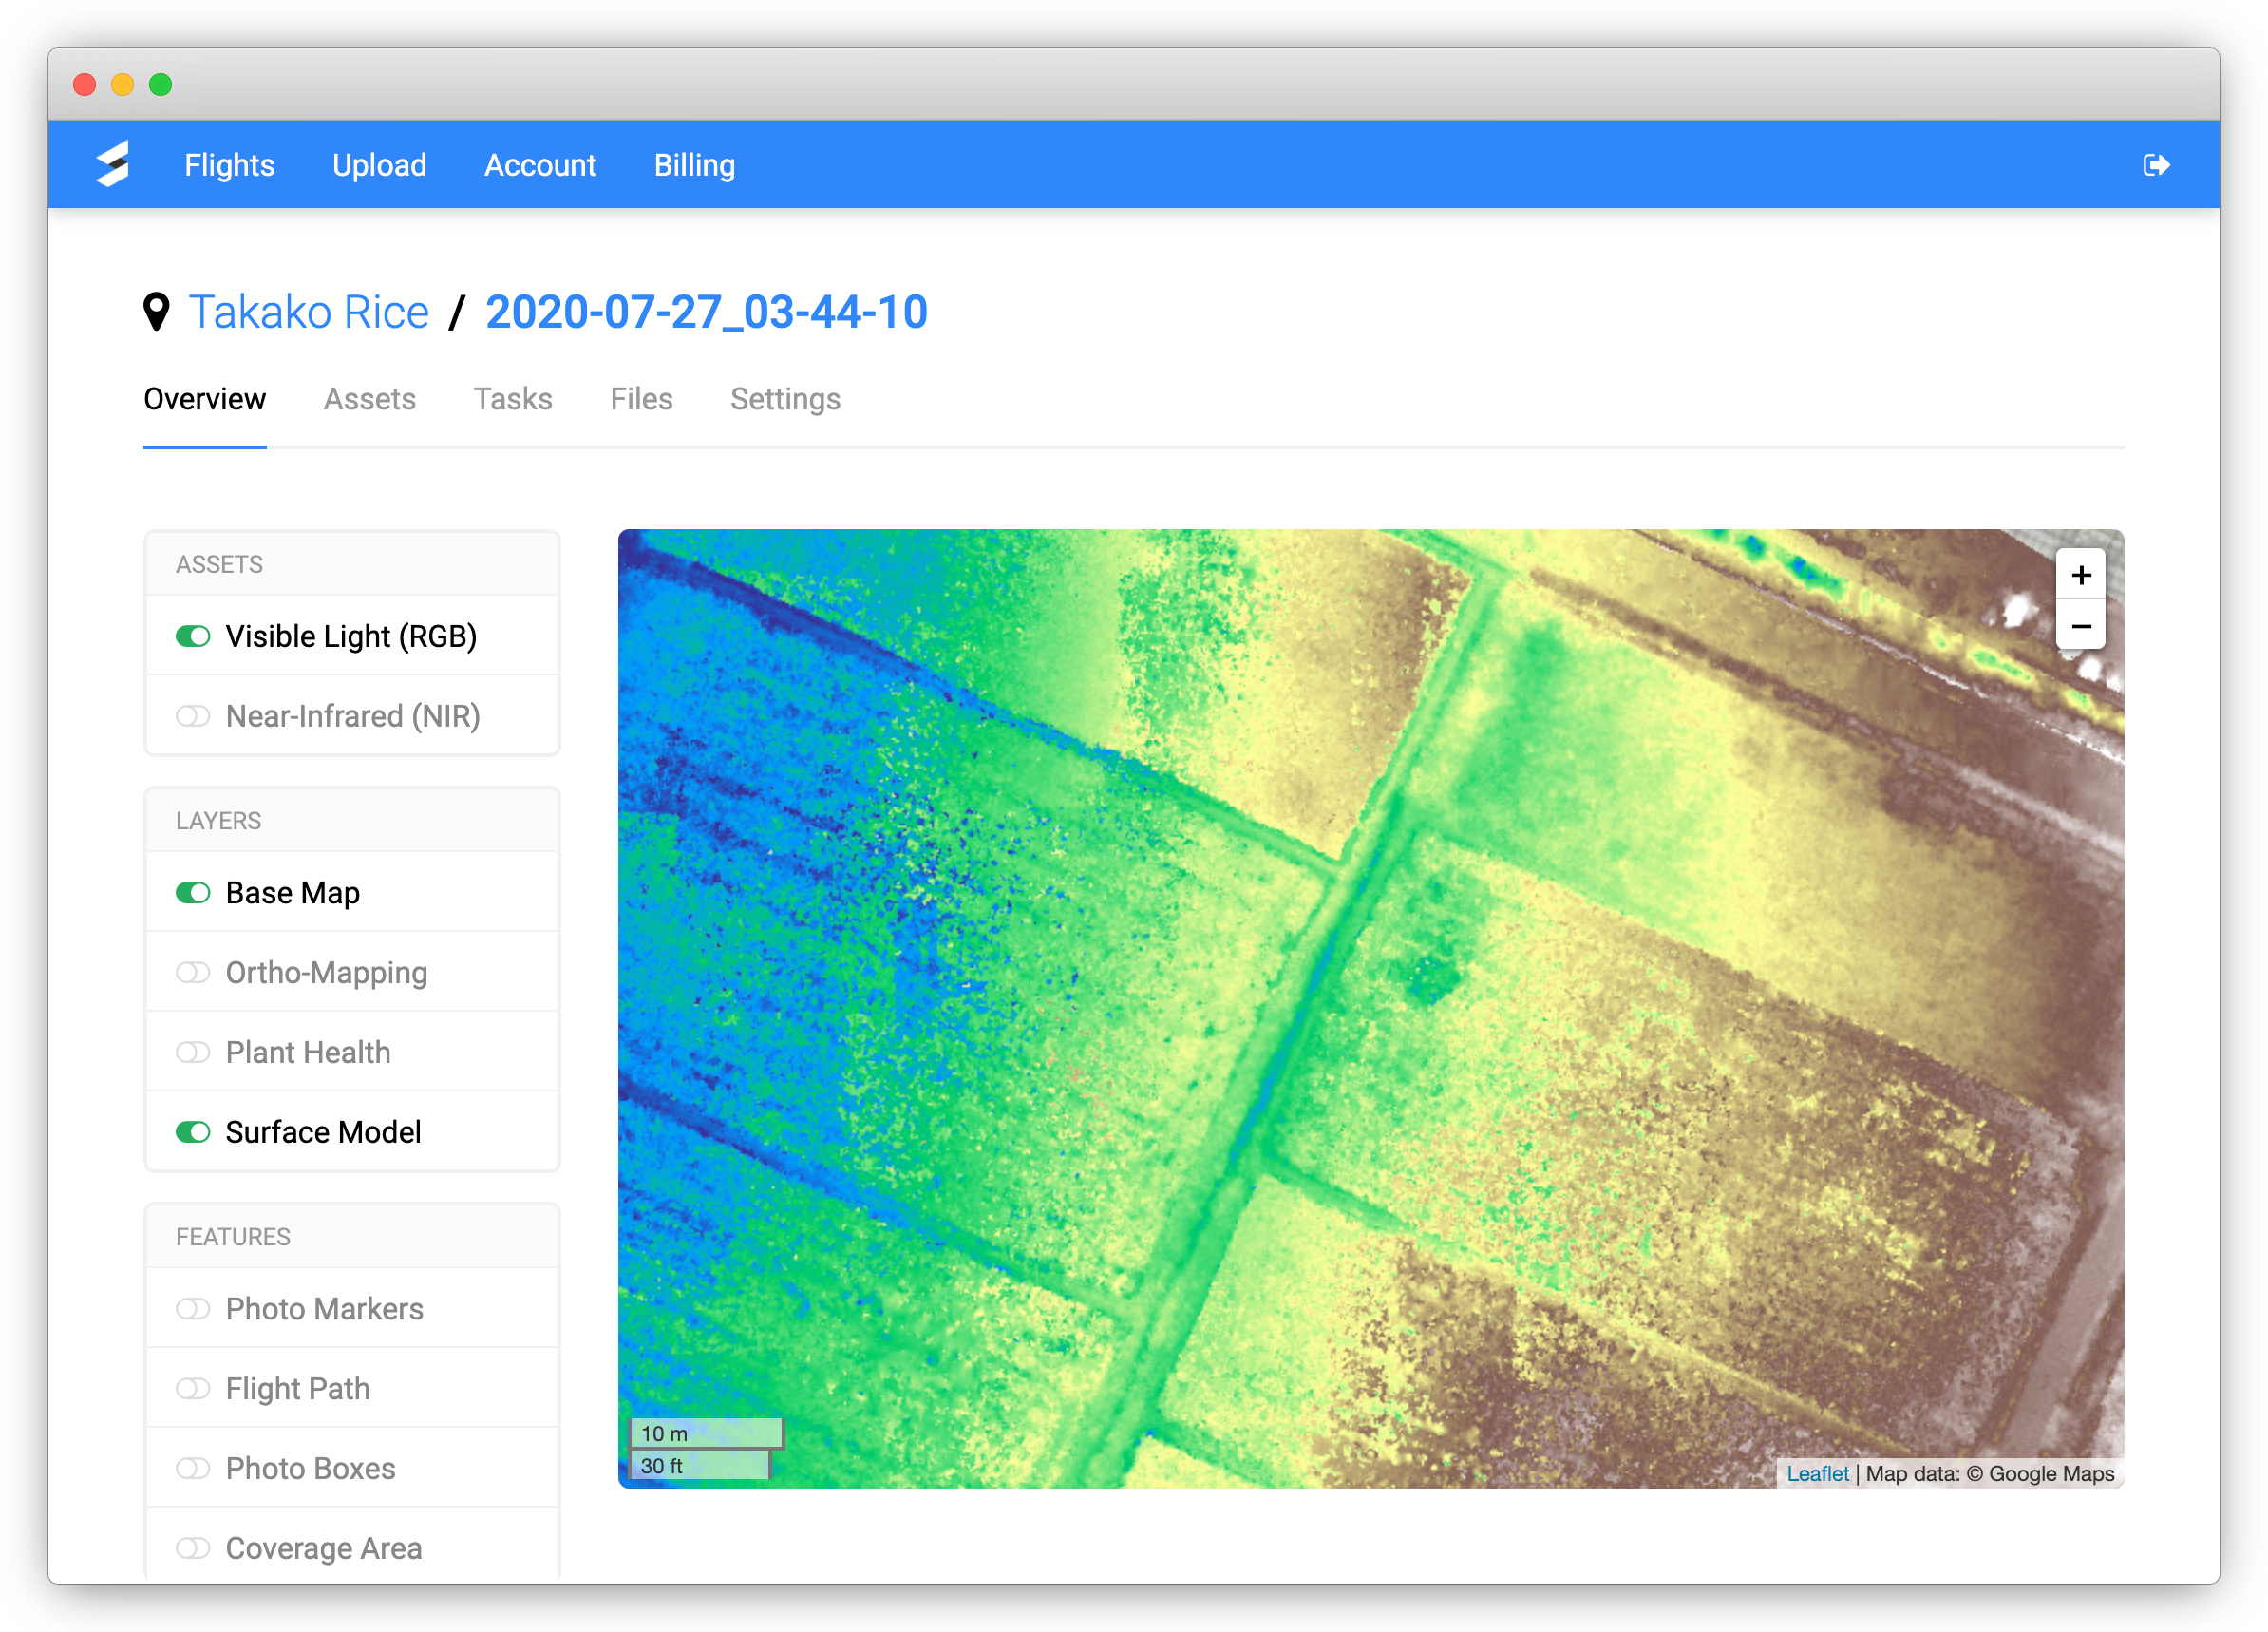 Flights Upload Account Billing
Takako Rice / 2020-07-27_03-44-10
Overview Assets Tasks Files Settings
ASSETS
Visible Light (RGB)
Near-Infrared (NIR)
LAYERS
Base Map
Ortho-Mapping
Plant Health
Surface Model
FEATURES
Photo Markers
Flight Path
Photo Boxes
Coverage Area
+
−
10 m
30 ft
Leaflet | Map data: © Google Maps